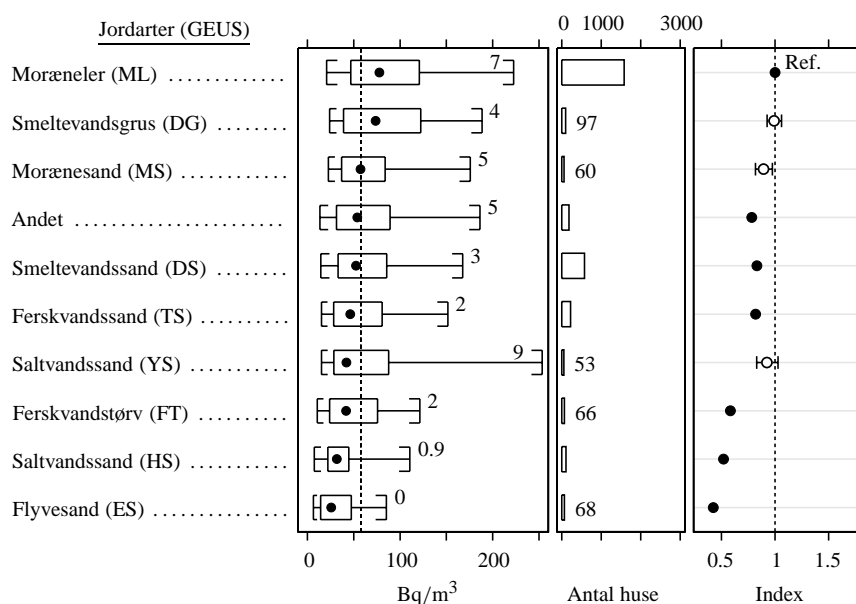 Jordarter (GEUS)
0 1000 3000
Moræneler (ML) ............. 7 Ref.
Smeltevandsgrus (DG) ....... 4 97
Morænesand (MS) ........... 5 60
Andet ....................... 5
Smeltevandssand (DS) ....... 3
Ferskvandssand (TS) ......... 2
Saltvandssand (YS) .......... 9 53
Ferskvandstørv (FT) ......... 2 66
Saltvandssand (HS) .......... 0.9
Flyvesand (ES) .............. 0 68
0 100 200 0.5 1 1.5
Bq/m³ Antal huse Index